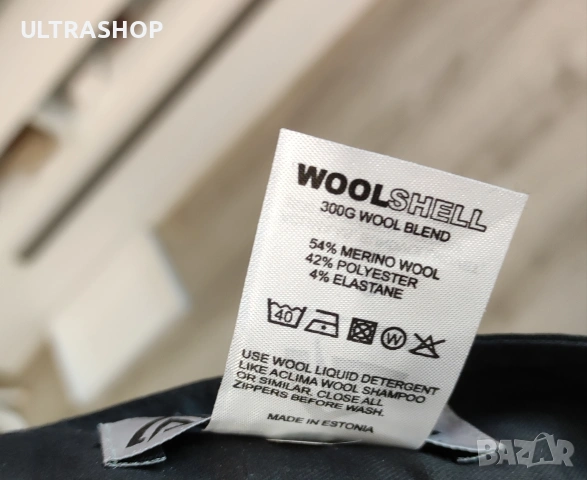 ULTRASHOP
WOOLSHELL
300G WOOL BLEND
54% MERINO WOOL
42% POLYESTER
4% ELASTANE
40
W
USE WOOL LIQUID DETERGENT
LIKE ACLIMA WOOL SHAMPOO
OR SIMILAR. CLOSE ALL
ZIPPERS BEFORE WASH.
MADE IN ESTONIA
BAZAR